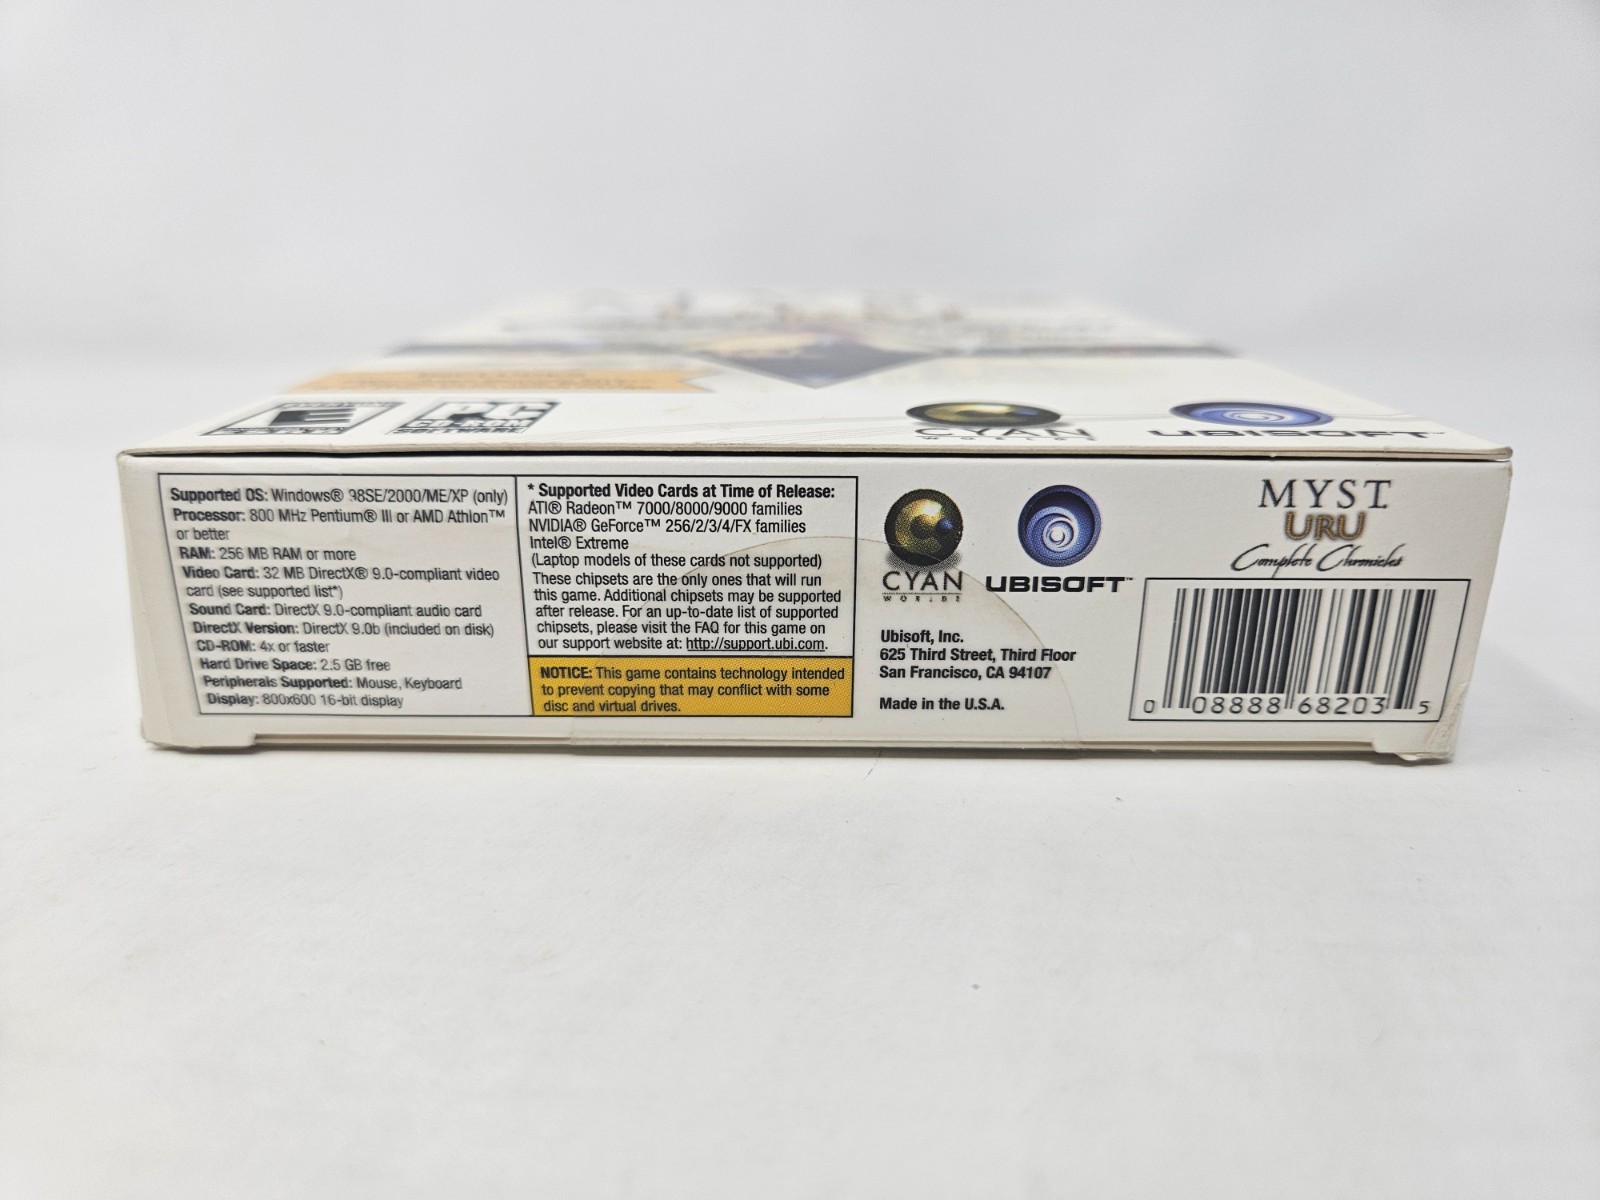 E
PC
CD-ROM
SOFTWARE
CYAN
WORLDS
UBISOFT™
Supported OS: Windows® 98SE/2000/ME/XP (only)
Processor: 800 MHz Pentium® III or AMD Athlon™
or better
RAM: 256 MB RAM or more
Video Card: 32 MB DirectX® 9.0-compliant video
card (see supported list*)
Sound Card: DirectX 9.0-compliant audio card
DirectX Version: DirectX 9.0b (included on disk)
CD-ROM: 4x or faster
Hard Drive Space: 2.5 GB free
Peripherals Supported: Mouse, Keyboard
Display: 800x600 16-bit display
* Supported Video Cards at Time of Release:
ATI® Radeon™ 7000/8000/9000 families
NVIDIA® GeForce™ 256/2/3/4/FX families
Intel® Extreme
(Laptop models of these cards not supported)
These chipsets are the only ones that will run
this game. Additional chipsets may be supported
after release. For an up-to-date list of supported
chipsets, please visit the FAQ for this game on
our support website at: http://support.ubi.com.
NOTICE: This game contains technology intended
to prevent copying that may conflict with some
disc and virtual drives.
CYAN
WORLDS
UBISOFT™
Ubisoft, Inc.
625 Third Street, Third Floor
San Francisco, CA 94107
Made in the U.S.A.
MYST
URU
Complete Chronicles
0 08888 68203 5